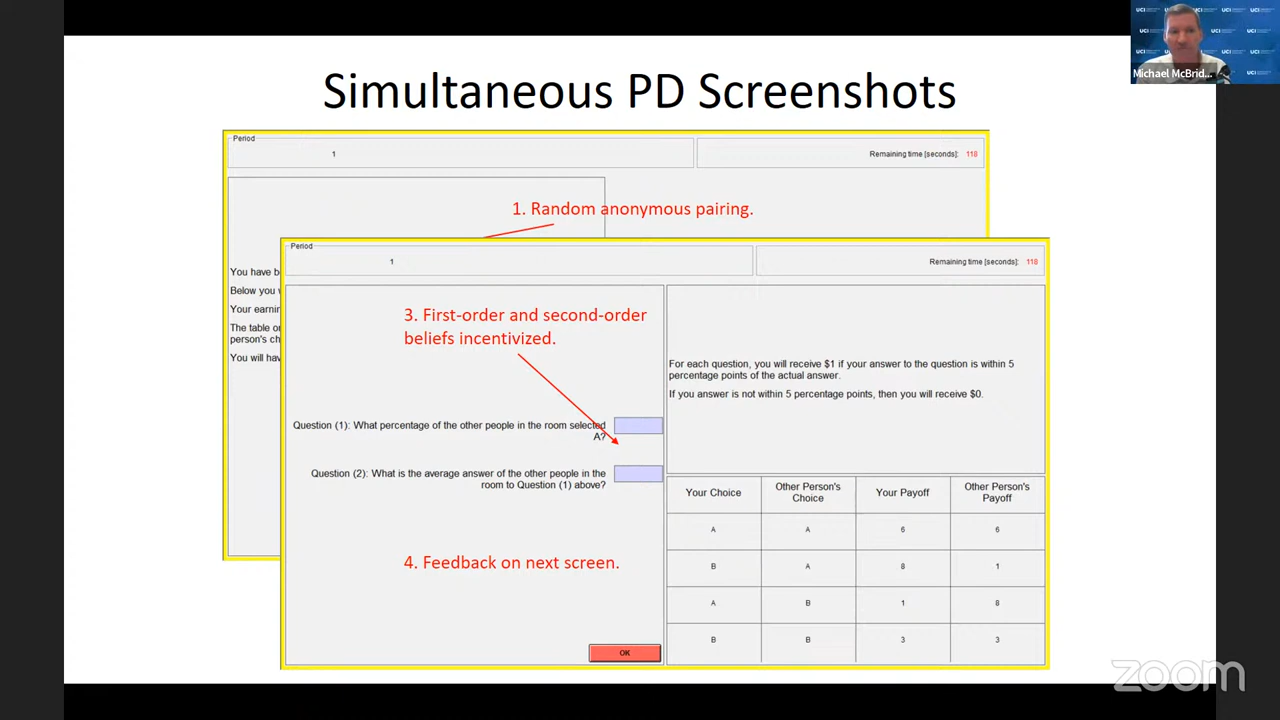 Simultaneous PD Screenshots
UCI
Michael McBrid...
Period
1
Remaining time [seconds]: 118
1. Random anonymous pairing.
You have b
Below you
Your earnin
The table o
person's ch
You will hav
Period
1
Remaining time [seconds]: 118
3. First-order and second-order
beliefs incentivized.
For each question, you will receive $1 if your answer to the question is within 5
percentage points of the actual answer.
If you answer is not within 5 percentage points, then you will receive $0.
Question (1): What percentage of the other people in the room selected
A?
Question (2): What is the average answer of the other people in the
room to Question (1) above?
4. Feedback on next screen.
OK
Your Choice Other Person's Choice Your Payoff Other Person's Payoff
A A 6 6
B A 8 1
A B 1 8
B B 3 3
zoom